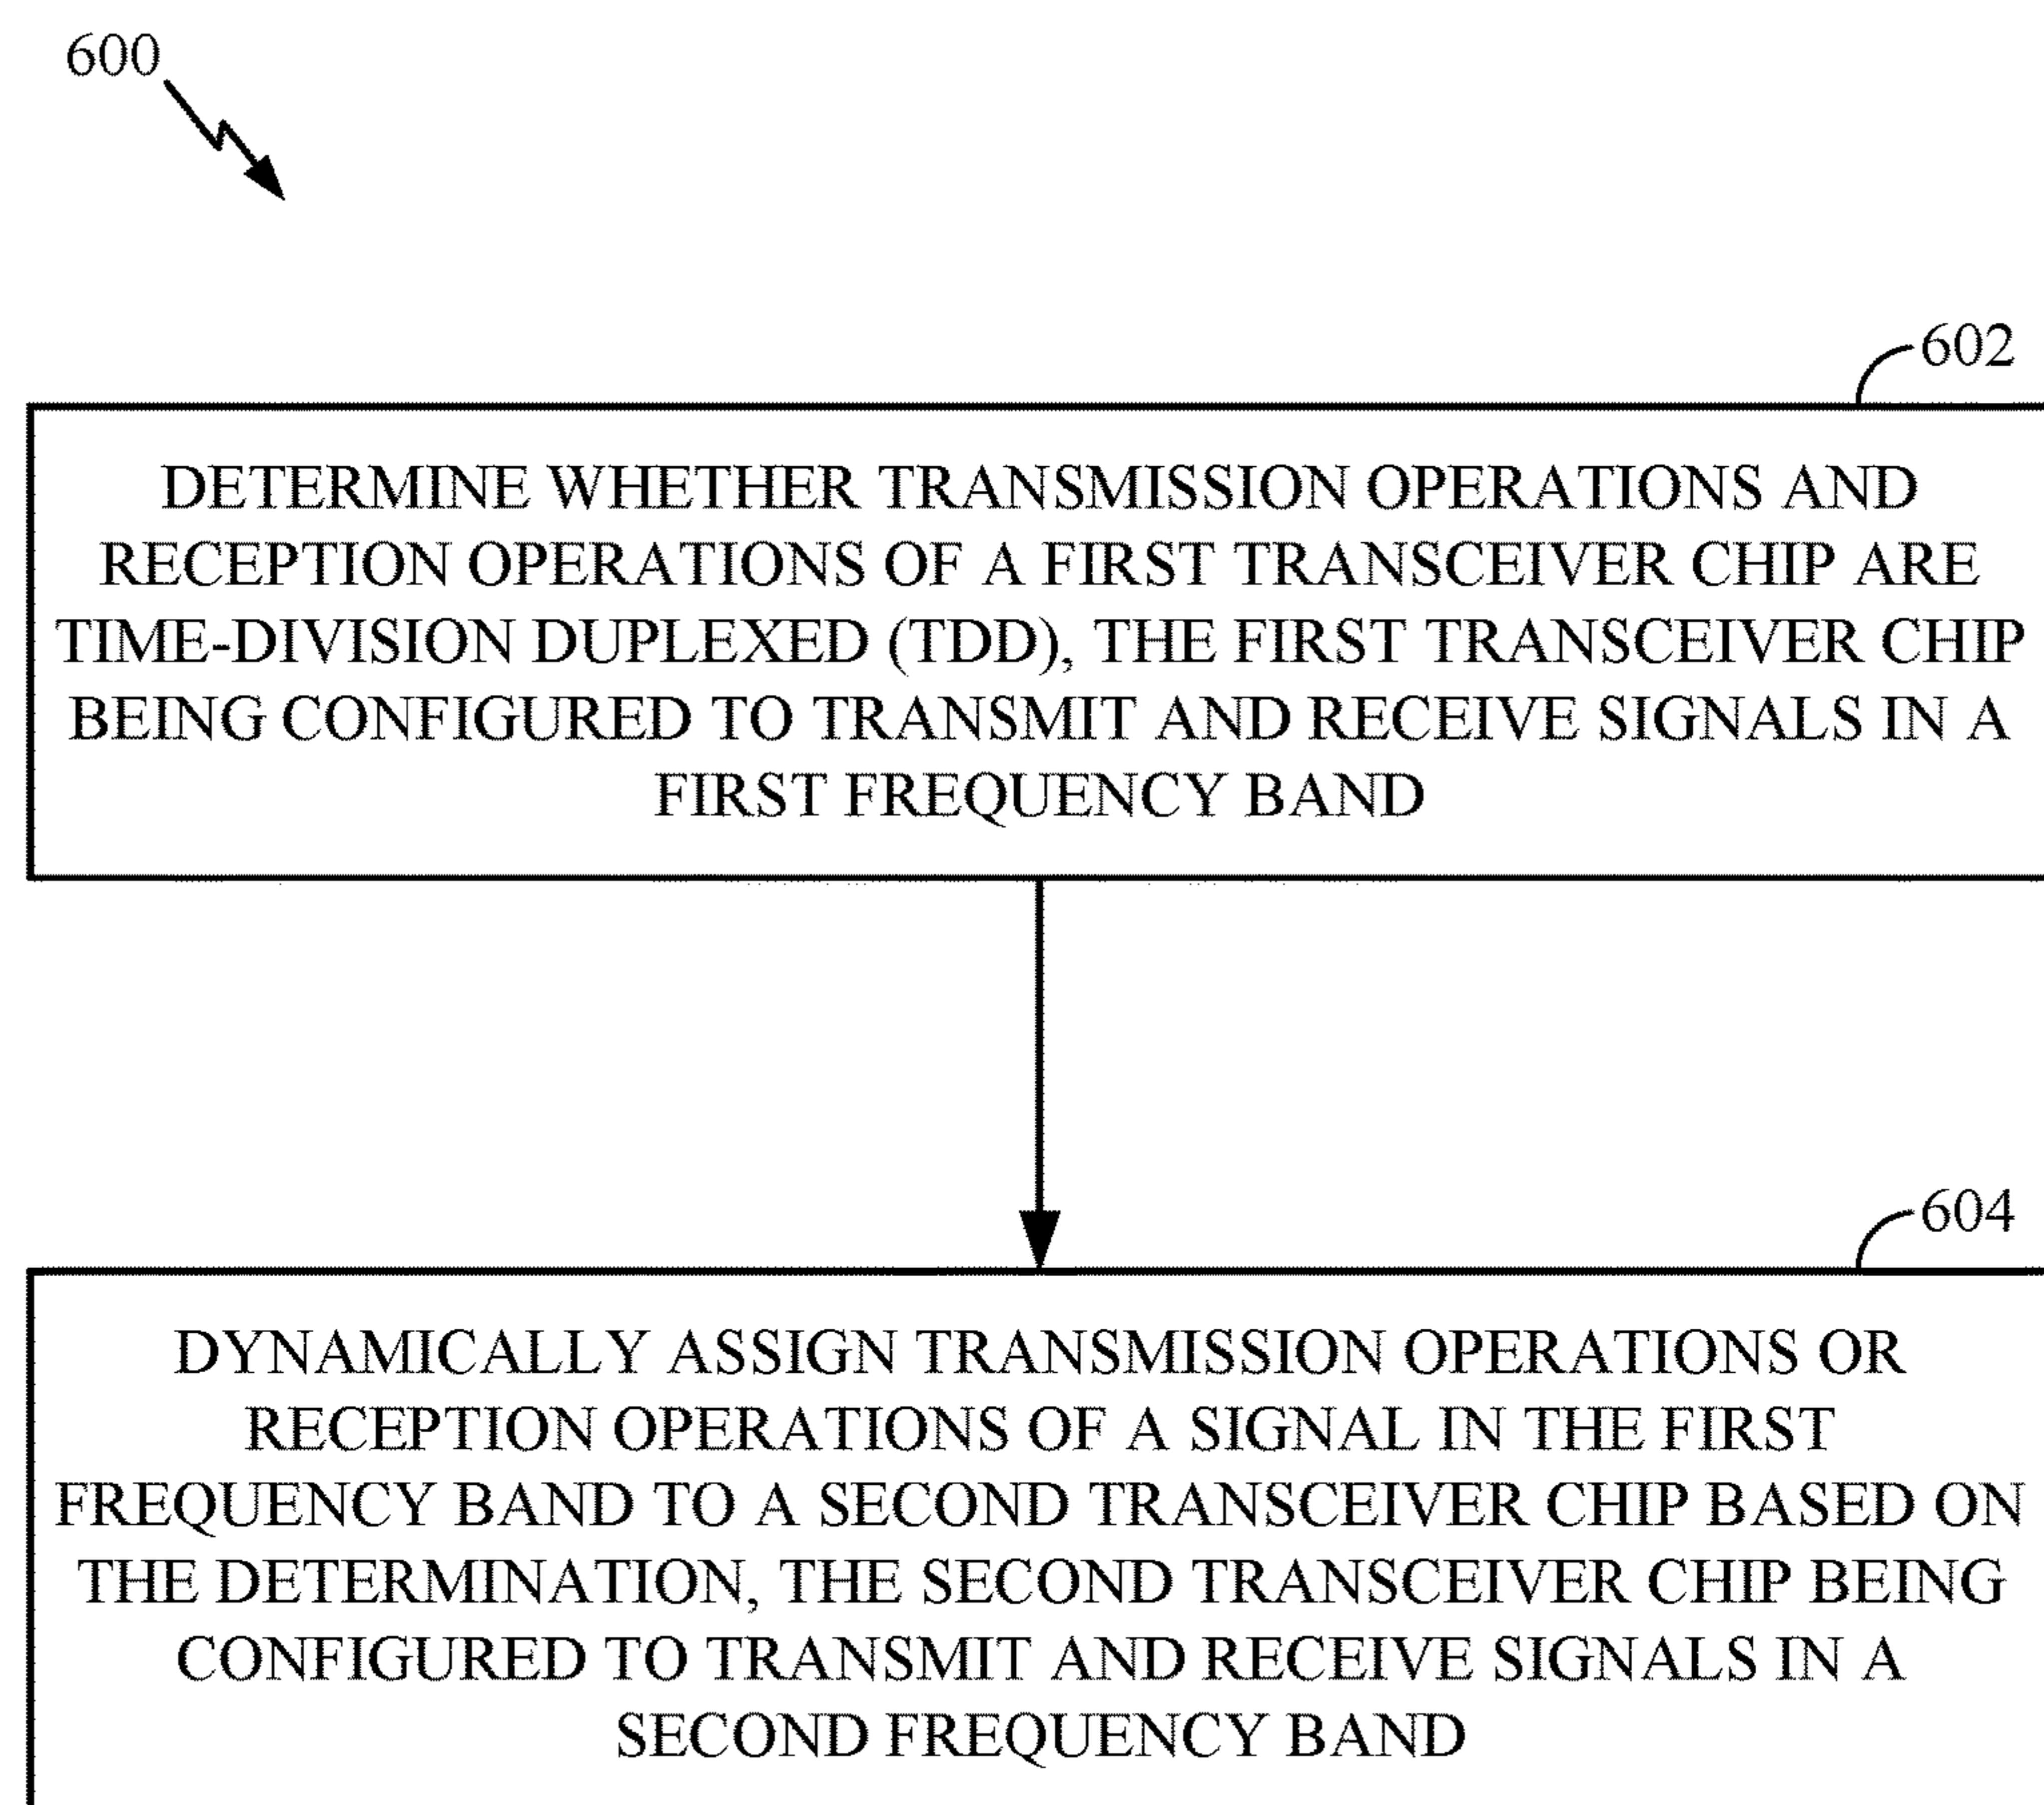 600
602
DETERMINE WHETHER TRANSMISSION OPERATIONS AND
RECEPTION OPERATIONS OF A FIRST TRANSCEIVER CHIP ARE
TIME-DIVISION DUPLEXED (TDD), THE FIRST TRANSCEIVER CHIP
BEING CONFIGURED TO TRANSMIT AND RECEIVE SIGNALS IN A
FIRST FREQUENCY BAND
604
DYNAMICALLY ASSIGN TRANSMISSION OPERATIONS OR
RECEPTION OPERATIONS OF A SIGNAL IN THE FIRST
FREQUENCY BAND TO A SECOND TRANSCEIVER CHIP BASED ON
THE DETERMINATION, THE SECOND TRANSCEIVER CHIP BEING
CONFIGURED TO TRANSMIT AND RECEIVE SIGNALS IN A
SECOND FREQUENCY BAND